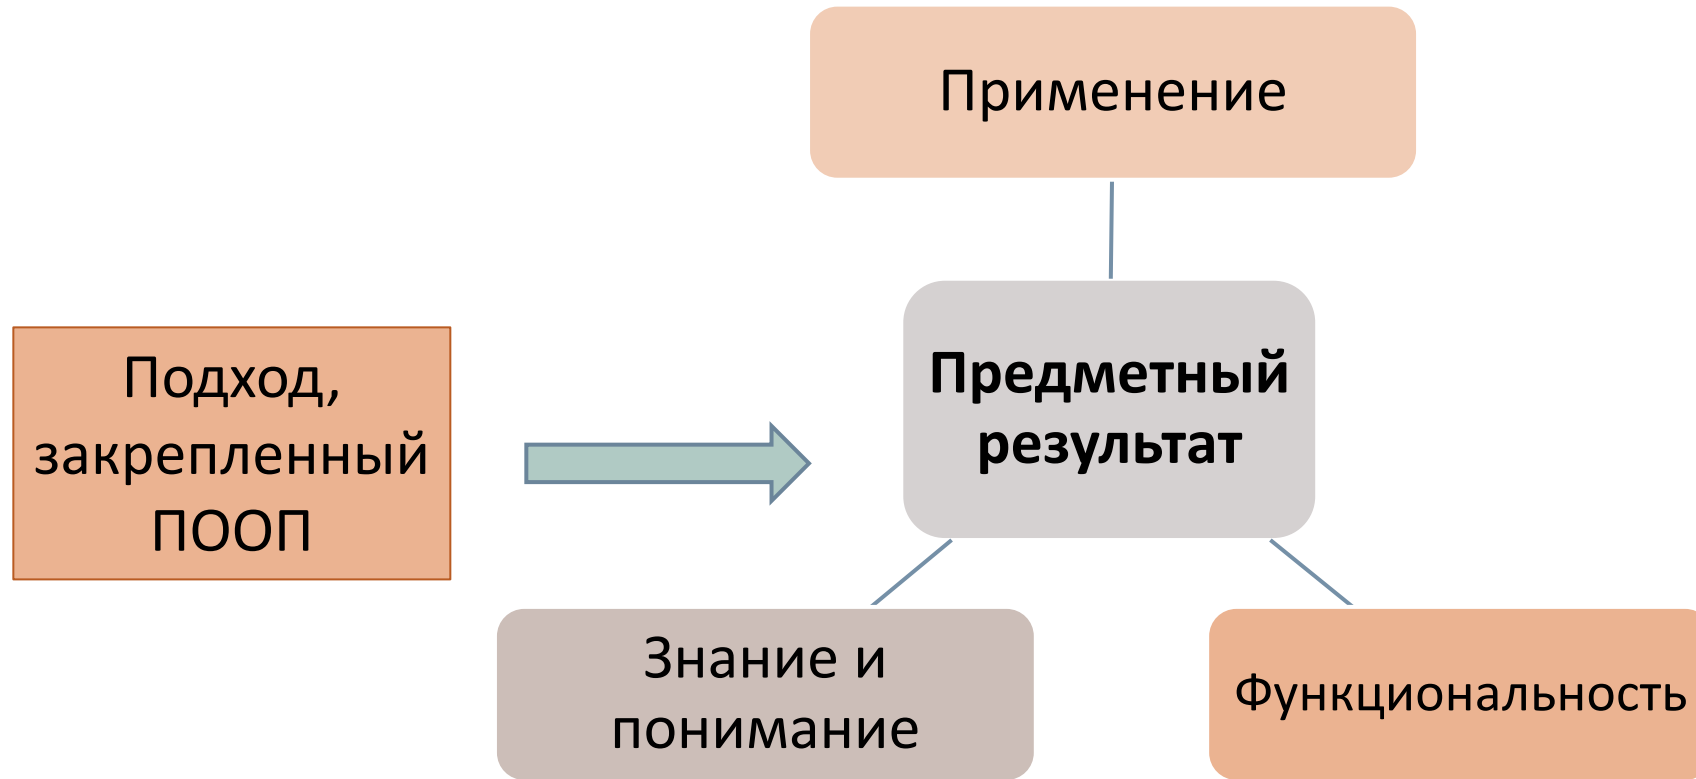 Применение
Подход,
закрепленный
ПООП
Предметный
результат
Знание и
понимание
Функциональность